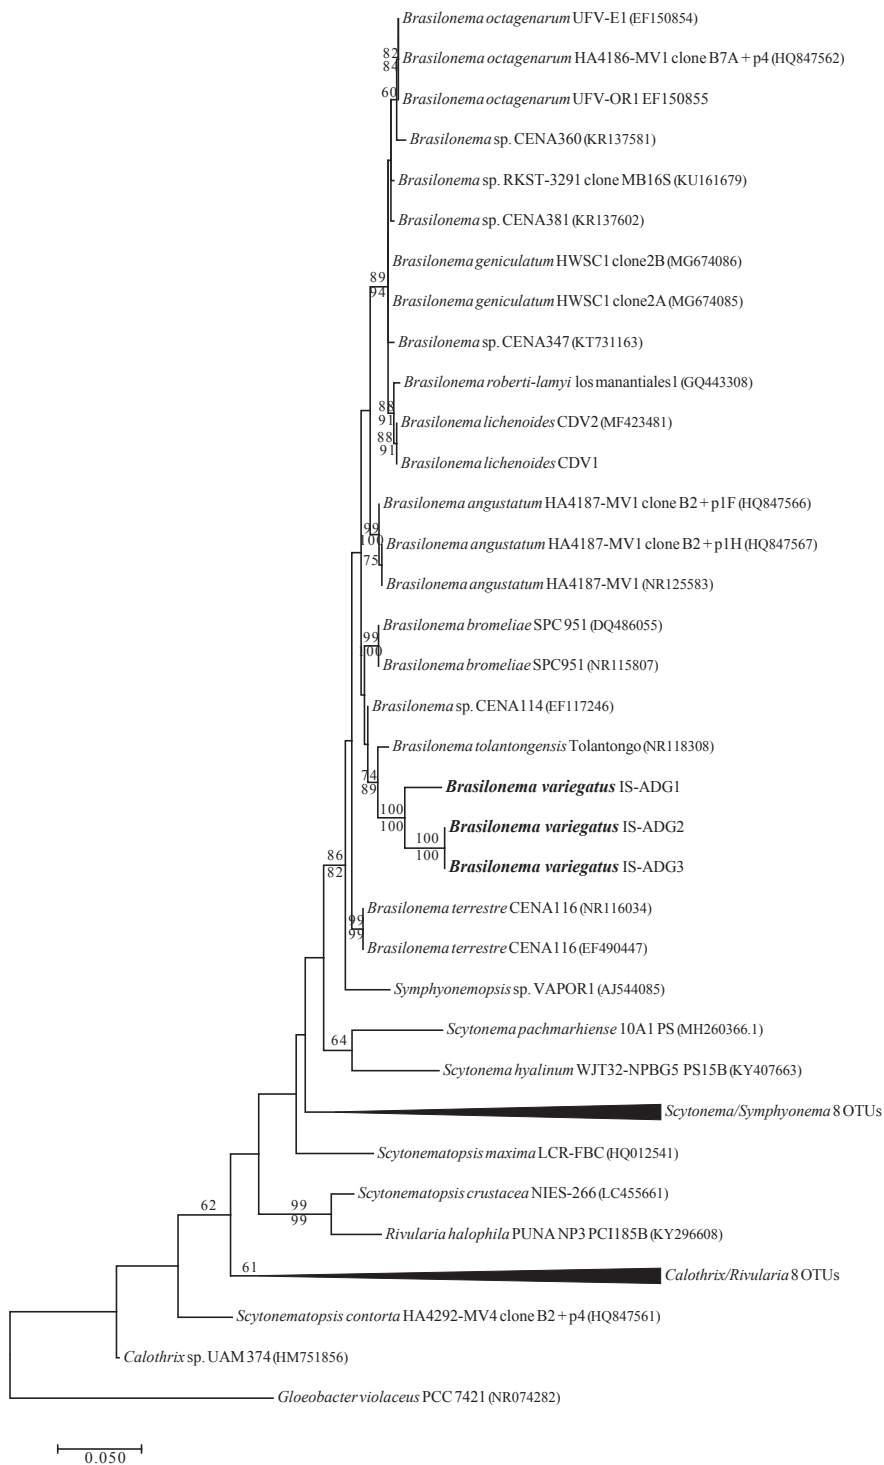 Brasilonema octagenarum UFV-E1 (EF150854)
82
84
Brasilonema octagenarum HA4186-MV1 clone B7A + p4 (HQ847562)
60
Brasilonema octagenarum UFV-OR1 EF150855
Brasilonema sp. CENA360 (KR137581)
Brasilonema sp. RKST-3291 clone MB16S (KU161679)
Brasilonema sp. CENA381 (KR137602)
Brasilonema geniculatum HWSC1 clone2B (MG674086)
89
94
Brasilonema geniculatum HWSC1 clone2A (MG674085)
Brasilonema sp. CENA347 (KT731163)
Brasilonema roberti-lamyi los manantiales1 (GQ443308)
88
91
Brasilonema lichenoides CDV2 (MF423481)
88
91
Brasilonema lichenoides CDV1
Brasilonema angustatum HA4187-MV1 clone B2 + p1F (HQ847566)
99
100
Brasilonema angustatum HA4187-MV1 clone B2 + p1H (HQ847567)
75
Brasilonema angustatum HA4187-MV1 (NR125583)
Brasilonema bromeliae SPC 951 (DQ486055)
99
100
Brasilonema bromeliae SPC951 (NR115807)
Brasilonema sp. CENA114 (EF117246)
Brasilonema tolantongensis Tolantongo (NR118308)
74
89
Brasilonema variegatus IS-ADG1
100
100
Brasilonema variegatus IS-ADG2
100
100
Brasilonema variegatus IS-ADG3
86
82
Brasilonema terrestre CENA116 (NR116034)
99
99
Brasilonema terrestre CENA116 (EF490447)
Symphyonemopsis sp. VAPOR1 (AJ544085)
Scytonema pachmarhiense 10A1 PS (MH260366.1)
64
Scytonema hyalinum WJT32-NPBG5 PS15B (KY407663)
Scytonema/Symphyonema 8 OTUs
Scytonematopsis maxima LCR-FBC (HQ012541)
Scytonematopsis crustacea NIES-266 (LC455661)
62
99
99
Rivularia halophila PUNA NP3 PCI185B (KY296608)
61
Calothrix/Rivularia 8 OTUs
Scytonematopsis contorta HA4292-MV4 clone B2 + p4 (HQ847561)
Calothrix sp. UAM 374 (HM751856)
Gloeobacter violaceus PCC 7421 (NR074282)
0.050